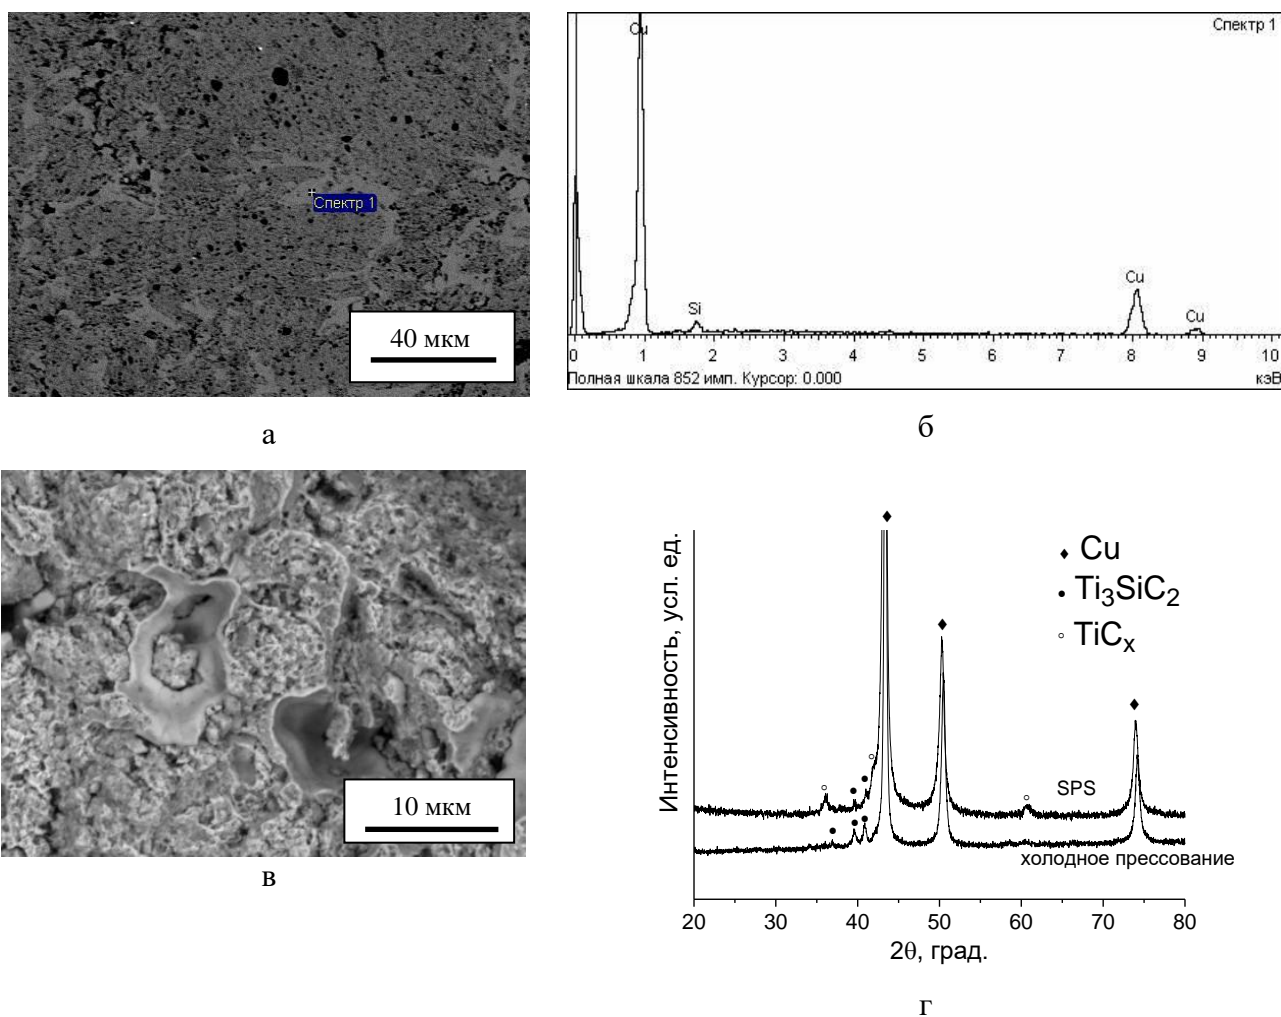 Спектр 1
40 мкм
а
Спектр 1
Cu
Si
Cu
Cu
0 1 2 3 4 5 6 7 8 9 10
Полная шкала 852 имп. Курсор: 0.000
кэВ
б
10 мкм
в
Интенсивность, усл. ед.
♦ Cu
• Ti₃SiC₂
○ TiCₓ
SPS
холодное прессование
20 30 40 50 60 70 80
2θ, град.
г